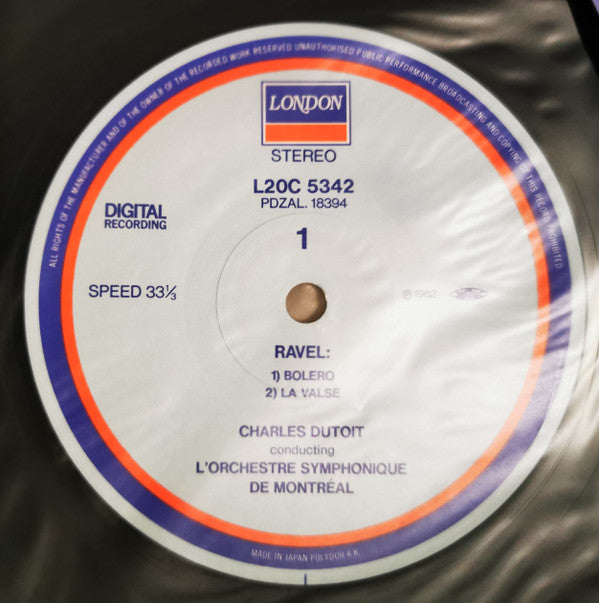 ALL RIGHTS OF THE MANUFACTURER AND OF THE OWNER OF THE RECORDED WORK RESERVED UNAUTHORISED PUBLIC PERFORMANCE BROADCASTING AND COPYING OF THIS RECORD PROHIBITED
LONDON
STEREO
L20C 5342
PDZAL. 18394
DIGITAL
RECORDING
1
SPEED 33⅓
℗1982
RAVEL:
1) BOLERO
2) LA VALSE
CHARLES DUTOIT
conducting
L'ORCHESTRE SYMPHONIQUE
DE MONTRÉAL
MADE IN JAPAN POLYDOR K.K.